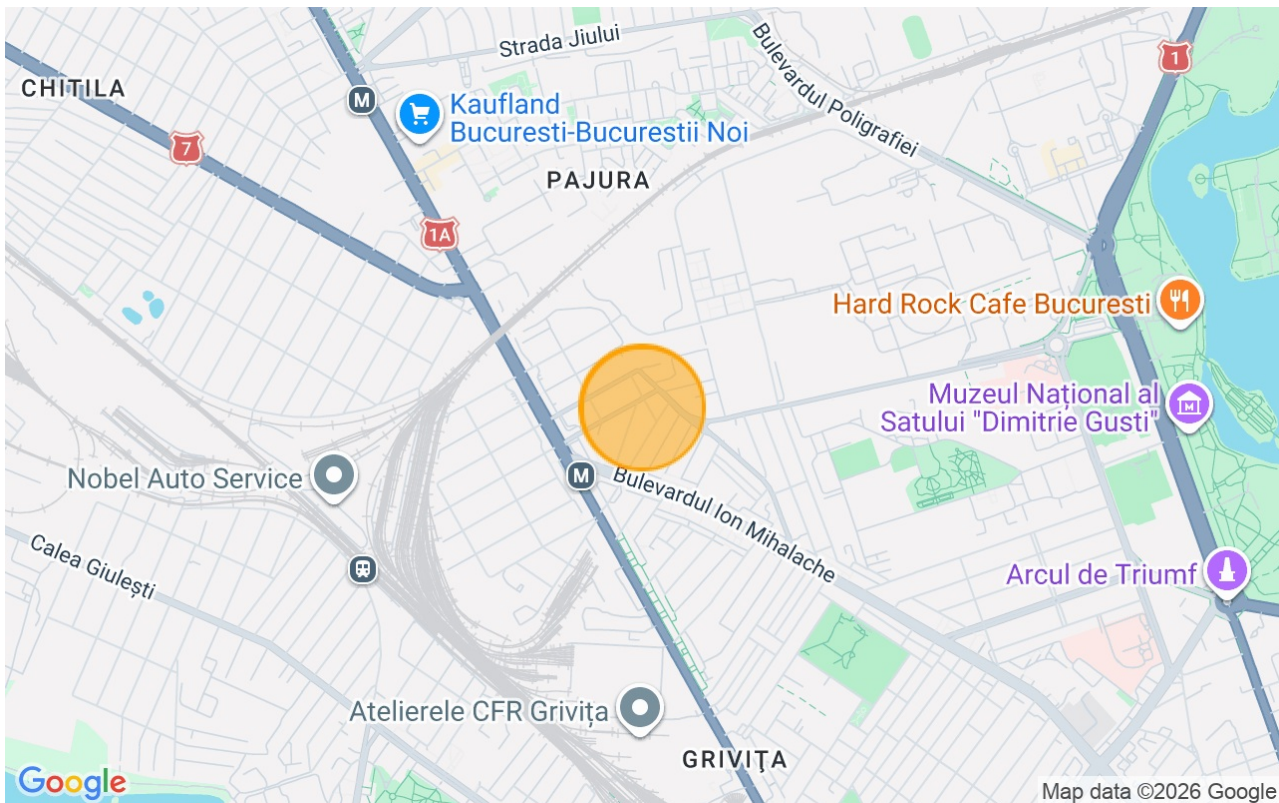 Strada Jiului
Bulevardul Poligrafiei
1
CHITILA
M
Kaufland
Bucuresti-Bucurestii Noi
7
PAJURA
1A
Hard Rock Cafe Bucuresti
Muzeul Național al
Satului "Dimitrie Gusti"
M
Nobel Auto Service
M
Bulevardul Ion Mihalache
Calea Giulești
Arcul de Triumf
Atelierele CFR Grivița
GRIVIŢA
Google
Map data ©2026 Google